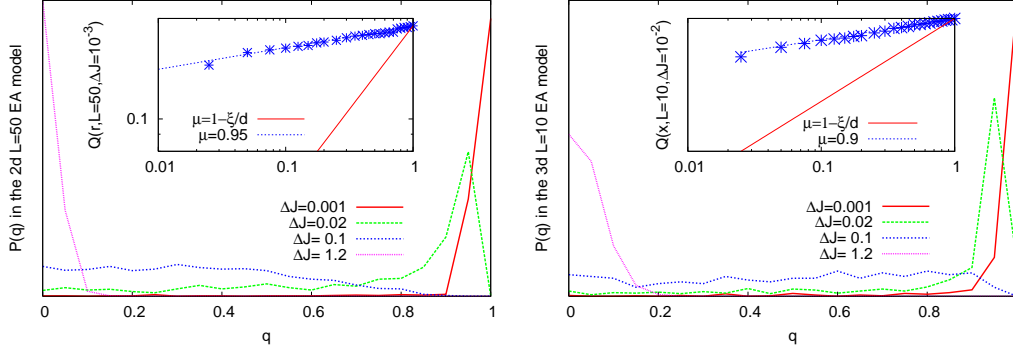 P(q) in the 2d L=50 EA model
Q(r,L=50,ΔJ=10⁻³)
0.1
μ=1-ξ/d
μ=0.95
0.01
0.1
1
ΔJ=0.001
ΔJ=0.02
ΔJ= 0.1
ΔJ= 1.2
0
0.2
0.4
0.6
0.8
1
q
P(q) in the 3d L=10 EA model
Q(x,L=10,ΔJ=10⁻²)
μ=1-ξ/d
μ=0.9
0.01
0.1
1
ΔJ=0.001
ΔJ=0.02
ΔJ= 0.1
ΔJ= 1.2
0
0.2
0.4
0.6
0.8
q